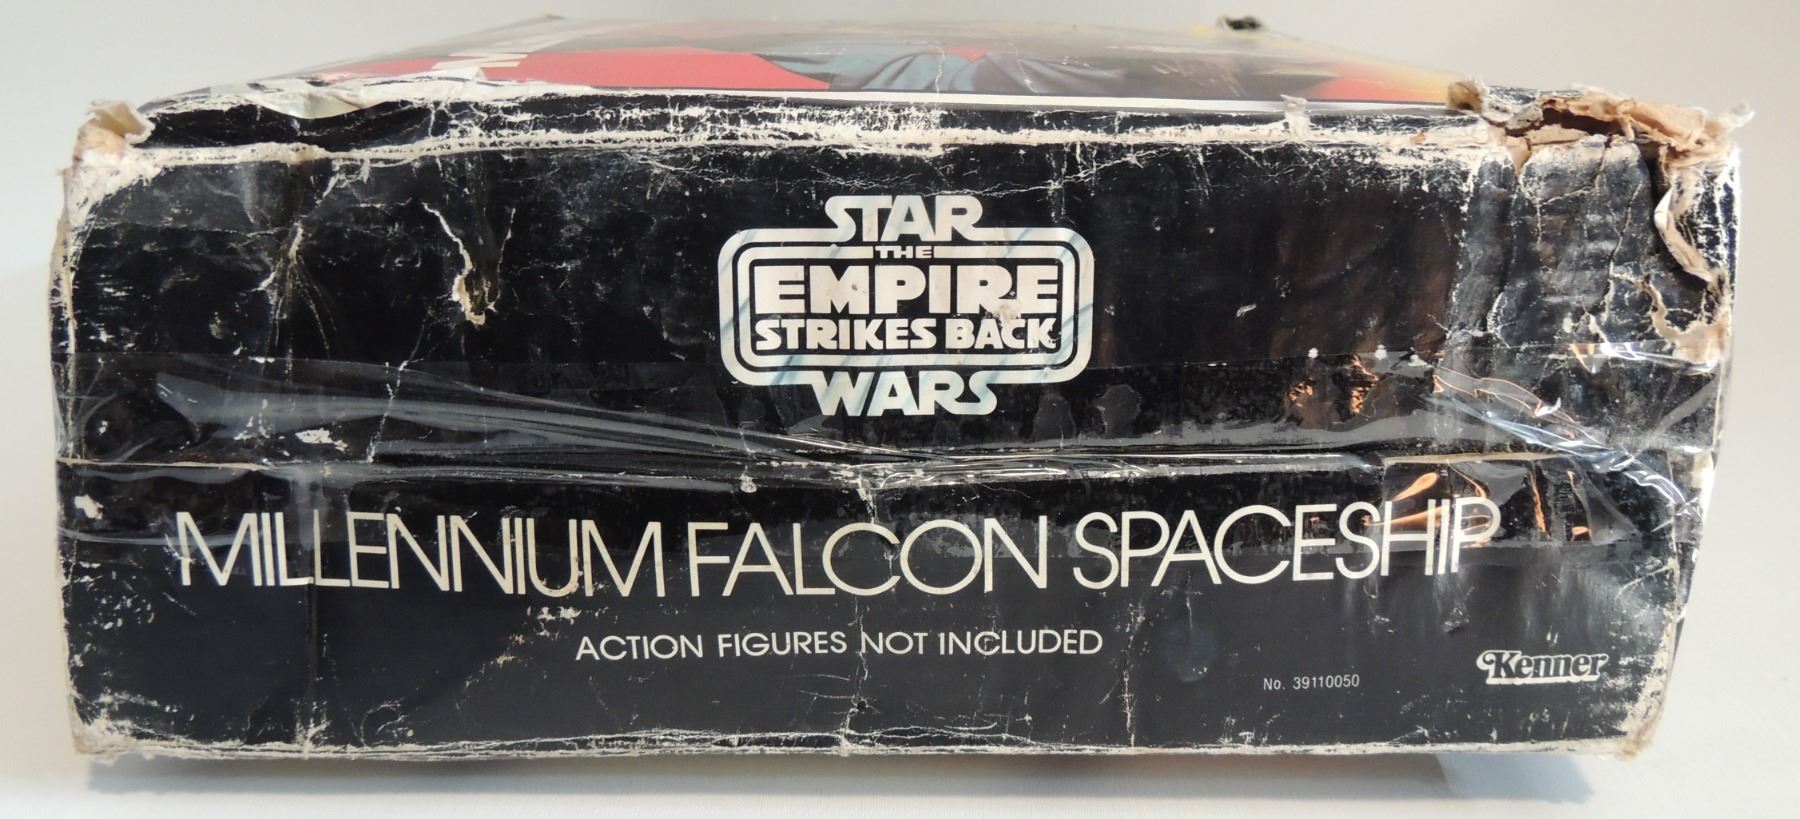 STAR
THE
EMPIRE
STRIKES BACK
WARS
MILLENNIUM FALCON SPACESHIP
ACTION FIGURES NOT INCLUDED
No. 39110050
Kenner